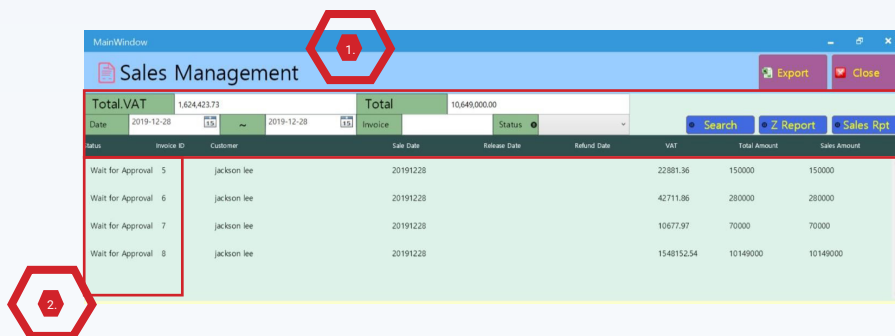 MainWindow
1.
Sales Management
Export
Close
Total.VAT 1,624,423.73 Total 10,649,000.00
Date 2019-12-28 15 ~ 2019-12-28 15 Invoice Status
Search Z Report Sales Rpt
Status Invoice ID Customer Sale Date Release Date Refund Date VAT Total Amount Sales Amount
Wait for Approval 5 jackson lee 20191228 22881.36 150000 150000
Wait for Approval 6 jackson lee 20191228 42711.86 280000 280000
Wait for Approval 7 jackson lee 20191228 10677.97 70000 70000
Wait for Approval 8 jackson lee 20191228 1548152.54 10149000 10149000
2.